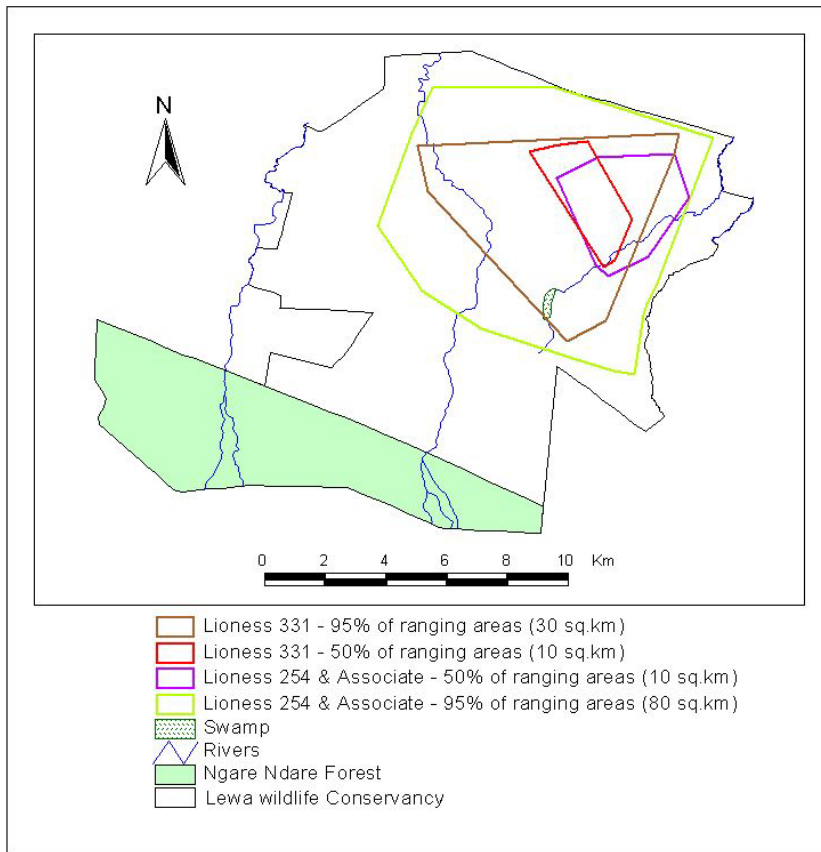 N
0 2 4 6 8 10 Km
Lioness 331 - 95% of ranging areas (30 sq.km)
Lioness 331 - 50% of ranging areas (10 sq.km)
Lioness 254 & Associate - 50% of ranging areas (10 sq.km)
Lioness 254 & Associate - 95% of ranging areas (80 sq.km)
Swamp
Rivers
Ngare Ndare Forest
Lewa wildlife Conservancy